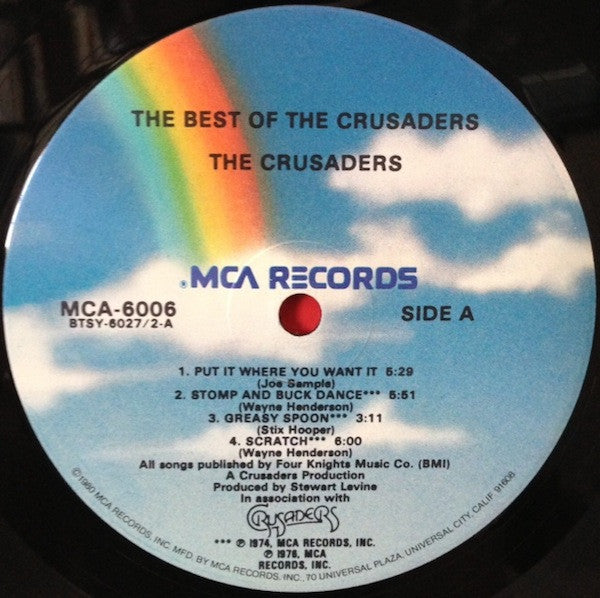 THE BEST OF THE CRUSADERS
THE CRUSADERS
®MCA RECORDS
MCA-6006
BTSY-6027/2-A
SIDE A
1. PUT IT WHERE YOU WANT IT 5:29
(Joe Sample)
2. STOMP AND BUCK DANCE*** 5:51
(Wayne Henderson)
3. GREASY SPOON*** 3:11
(Stix Hooper)
4. SCRATCH*** 6:00
(Wayne Henderson)
All songs published by Four Knights Music Co. (BMI)
A Crusaders Production
Produced by Stewart Levine
In association with
CRUSADERS
*** ℗ 1974, MCA RECORDS, INC.
℗ 1976, MCA
RECORDS, INC.
©1980 MCA RECORDS, INC. MFD. BY MCA RECORDS, INC., 70 UNIVERSAL PLAZA, UNIVERSAL CITY, CALIF. 91608